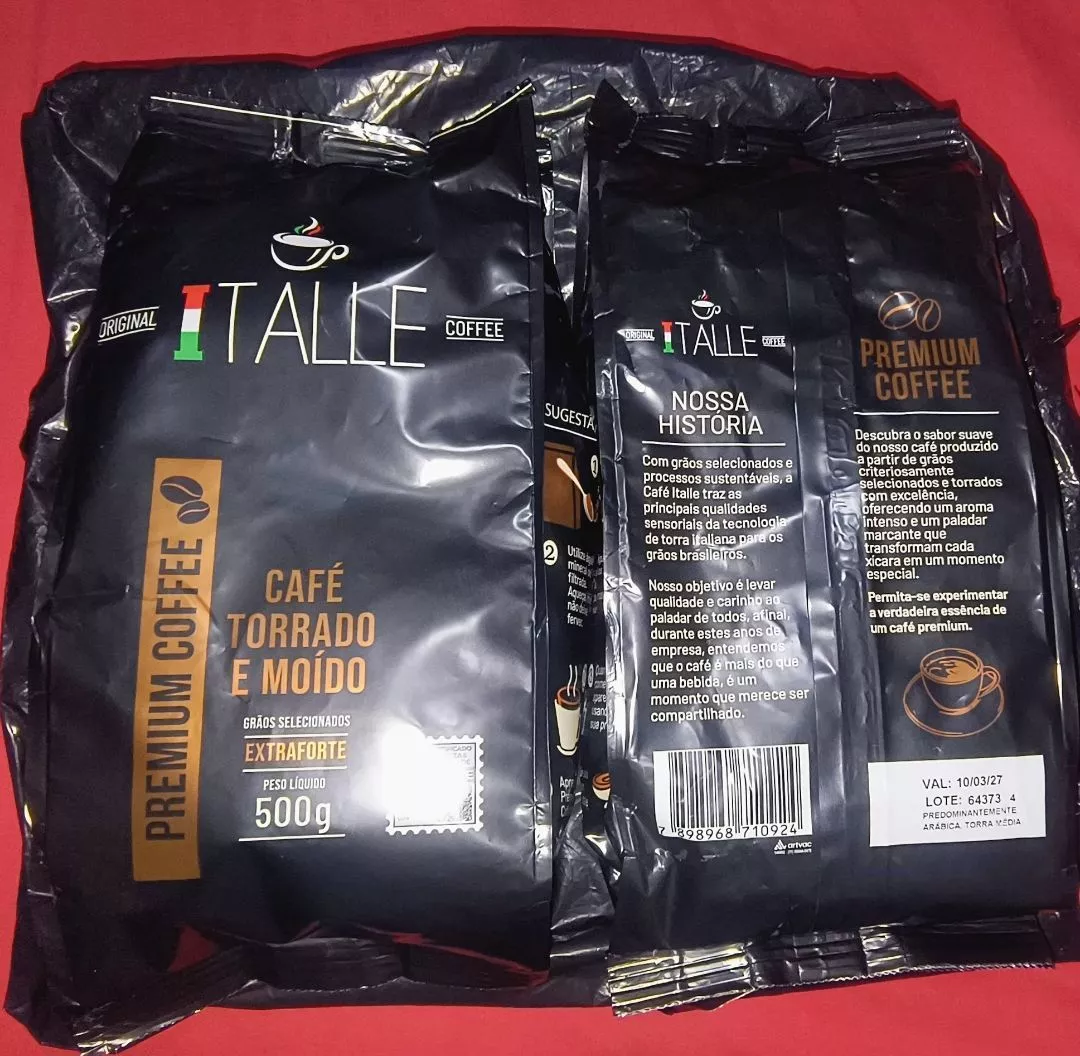 ORIGINAL
ITALLE
COFFEE
PREMIUM COFFEE
CAFÉ
TORRADO
E MOÍDO
GRÃOS SELECIONADOS
EXTRAFORTE
PESO LÍQUIDO
500g
2
Utilize
filtrada.
ferver.
ORIGINAL
ITALLE
COFFEE
NOSSA
HISTÓRIA
Com grãos selecionados e
processos sustentáveis, a
Café Italle traz as
principais qualidades
sensoriais da tecnologia
de torra italiana para os
grãos brasileiros.
Nosso objetivo é levar
qualidade e carinho ao
paladar de todos, afinal,
durante estes anos de
empresa, entendemos
que o café é mais do que
uma bebida, é um
momento que merece ser
compartilhado.
7 898968 710924
artvac
PREMIUM
COFFEE
Descubra o sabor suave
do nosso café produzido
a partir de grãos
criteriosamente
selecionados e torrados
com excelência,
oferecendo um aroma
intenso e um paladar
marcante que
transformam cada
xícara em um momento
especial.
Permita-se experimentar
a verdadeira essência de
um café premium.
VAL: 10/03/27
LOTE: 64373 4
PREDOMINANTEMENTE
ARÁBICA. TORRA MÉDIA